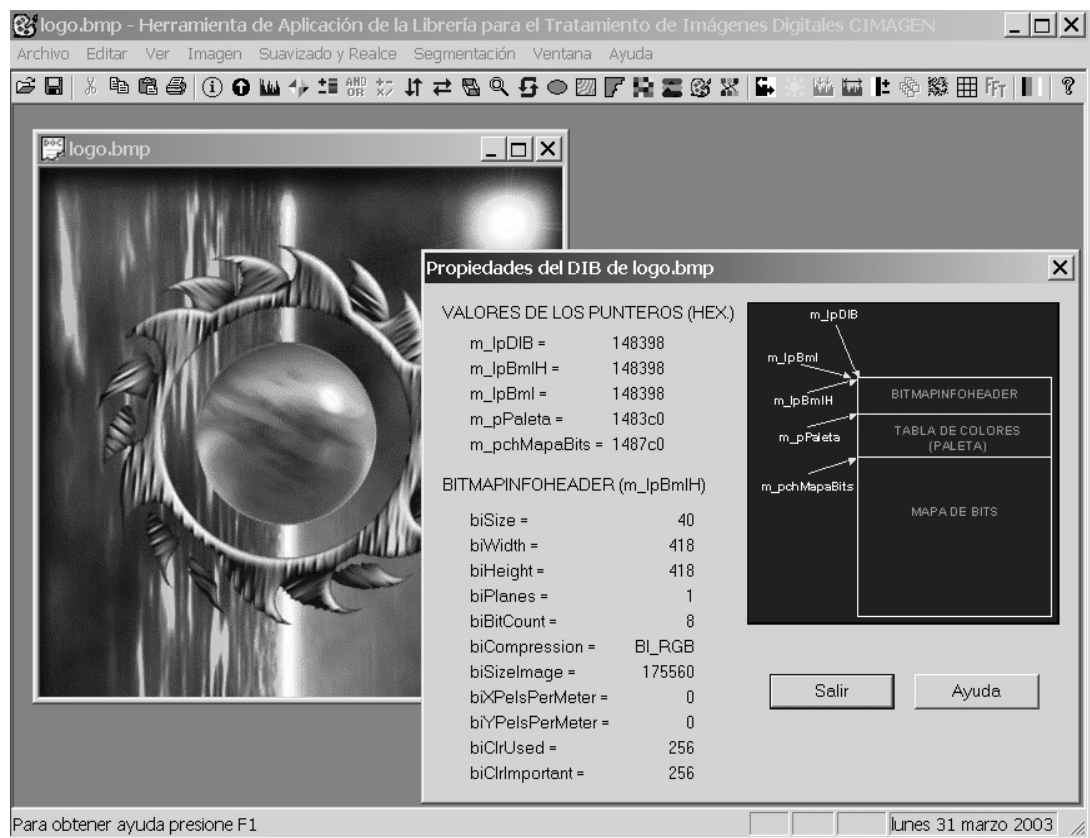 logo.bmp - Herramienta de Aplicación de la Librería para el Tratamiento de Imágenes Digitales CIMAGEN
Archivo Editar Ver Imagen Suavizado y Realce Segmentación Ventana Ayuda
AND OR
FFT
DOC
logo.bmp
Propiedades del DIB de logo.bmp
VALORES DE LOS PUNTEROS (HEX.)
m_lpDIB = 148398
m_lpBmIH = 148398
m_lpBmI = 148398
m_pPaleta = 1483c0
m_pchMapaBits = 1487c0
BITMAPINFOHEADER (m_lpBmIH)
biSize = 40
biWidth = 418
biHeight = 418
biPlanes = 1
biBitCount = 8
biCompression = BI_RGB
biSizeImage = 175560
biXPelsPerMeter = 0
biYPelsPerMeter = 0
biClrUsed = 256
biClrImportant = 256
m_lpDIB
m_lpBmI
m_lpBmIH
m_pPaleta
m_pchMapaBits
BITMAPINFOHEADER
TABLA DE COLORES
(PALETA)
MAPA DE BITS
Salir
Ayuda
Para obtener ayuda presione F1
lunes 31 marzo 2003